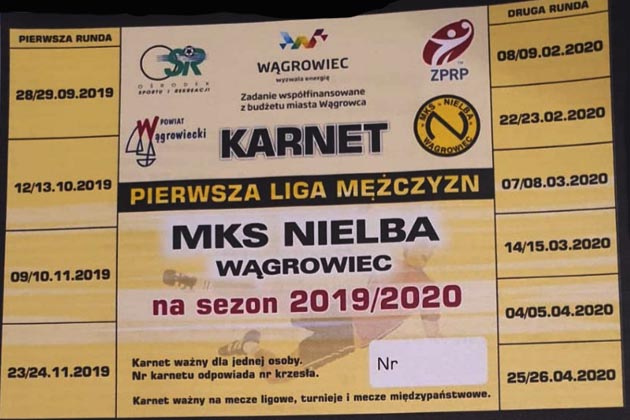 PIERWSZA RUNDA
28/29.09.2019
12/13.10.2019
09/10.11.2019
23/24.11.2019
OSiR
OŚRODEK
SPORTU i REKREACJI
WĄGROWIEC
wyzwala energię
ZPRP
Zadanie współfinansowane
z budżetu miasta Wągrowca
POWIAT
Wągrowiecki
KARNET
MKS - NIELBA
WĄGROWIEC
PIERWSZA LIGA MĘŻCZYZN
MKS NIELBA
WĄGROWIEC
na sezon 2019/2020
Karnet ważny dla jednej osoby.
Nr karnetu odpowiada nr krzesła.
Nr
Karnet ważny na mecze ligowe, turnieje i mecze międzypaństwowe.
DRUGA RUNDA
08/09.02.2020
22/23.02.2020
07/08.03.2020
14/15.03.2020
04/05.04.2020
25/26.04.2020